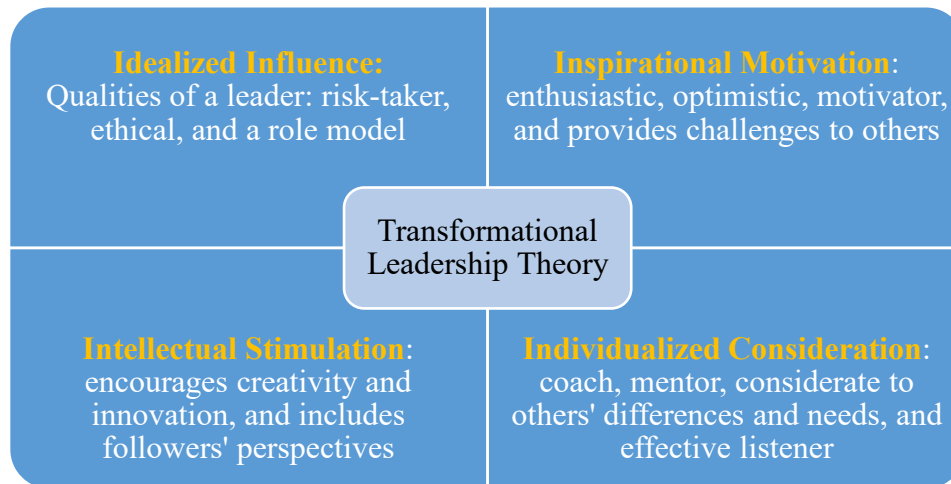 Idealized Influence:
Qualities of a leader: risk-taker,
ethical, and a role model
Inspirational Motivation:
enthusiastic, optimistic, motivator,
and provides challenges to others
Transformational
Leadership Theory
Intellectual Stimulation:
encourages creativity and
innovation, and includes
followers' perspectives
Individualized Consideration:
coach, mentor, considerate to
others' differences and needs, and
effective listener